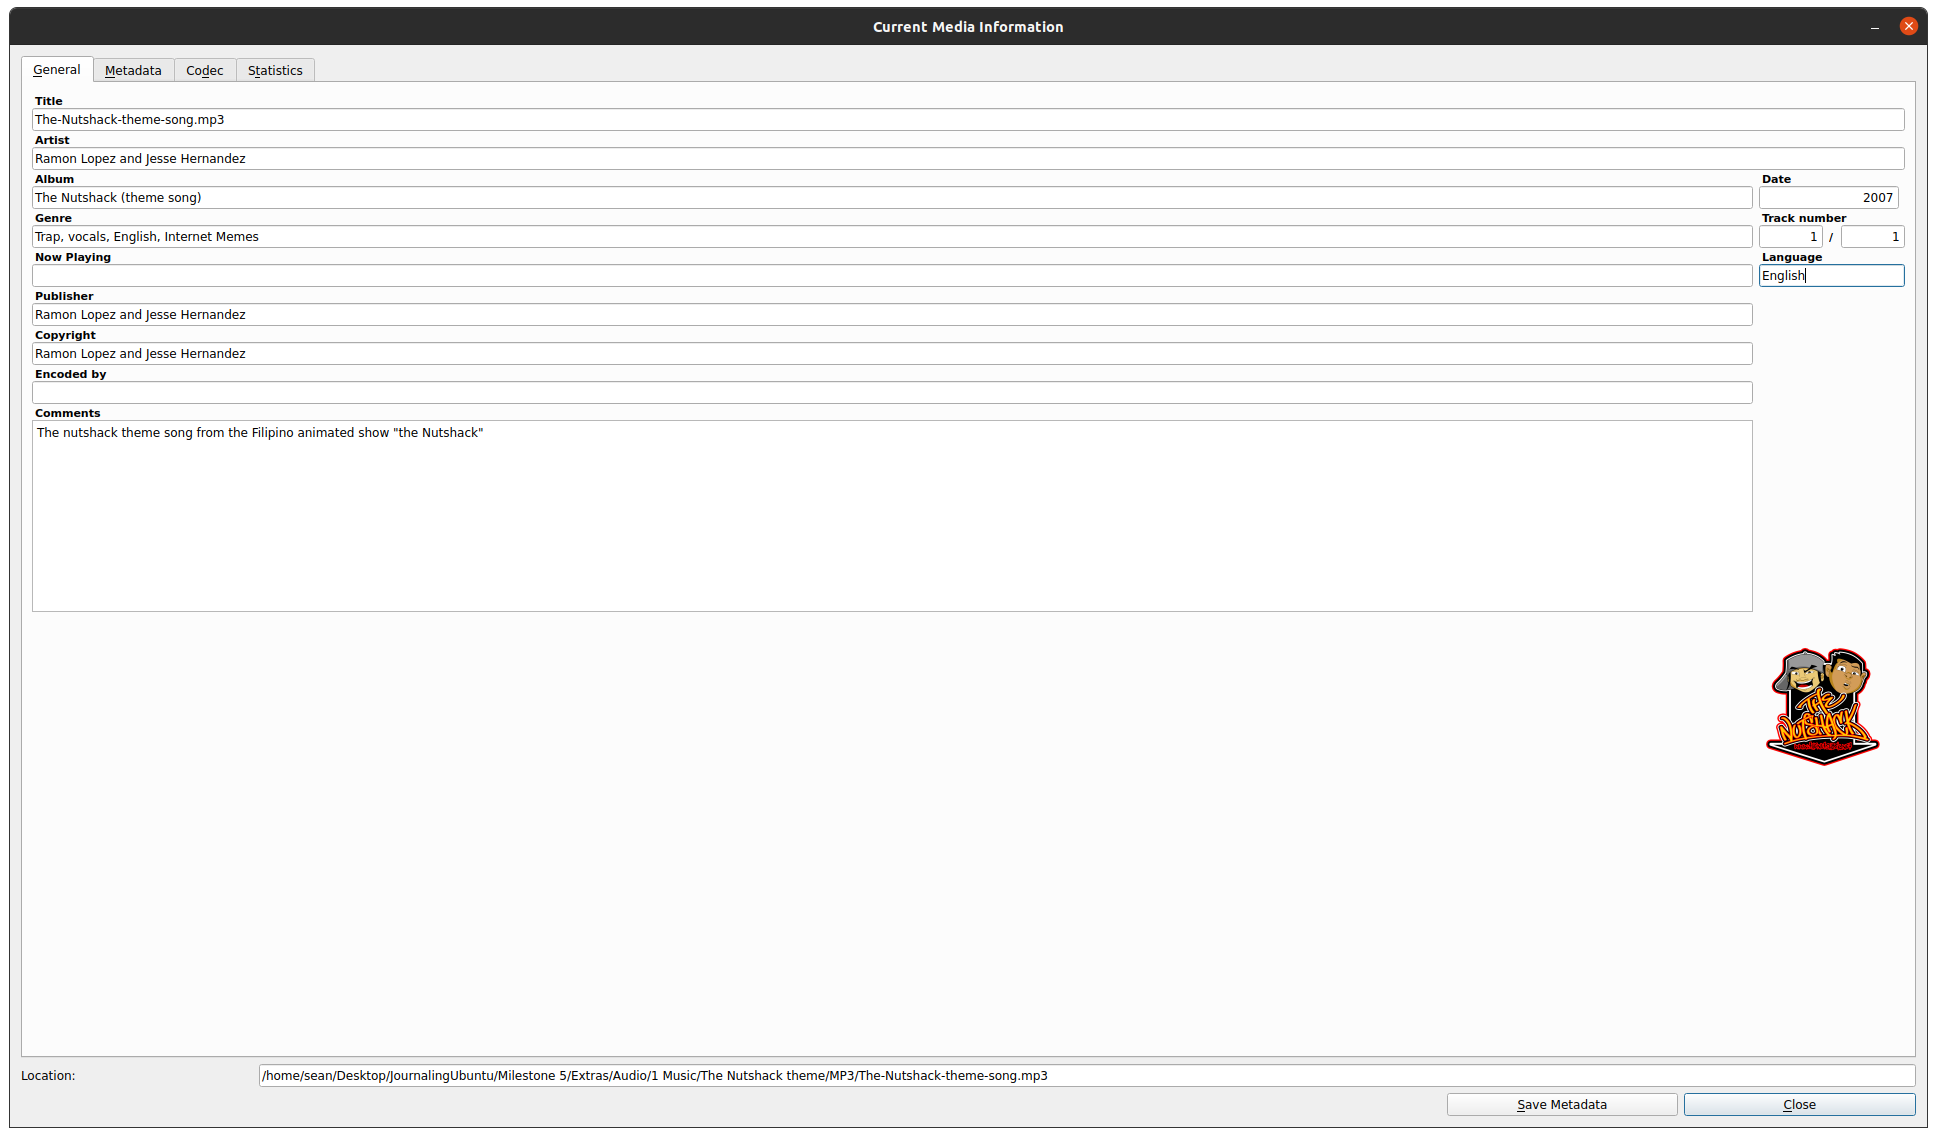 Current Media Information
General Metadata Codec Statistics
Title
The-Nutshack-theme-song.mp3
Artist
Ramon Lopez and Jesse Hernandez
Album
Date
The Nutshack (theme song)
2007
Genre
Track number
Trap, vocals, English, Internet Memes
1 / 1
Now Playing
Language
English
Publisher
Ramon Lopez and Jesse Hernandez
Copyright
Ramon Lopez and Jesse Hernandez
Encoded by
Comments
The nutshack theme song from the Filipino animated show "the Nutshack"
THE
NUTSHACK
Location:
/home/sean/Desktop/JournalingUbuntu/Milestone 5/Extras/Audio/1 Music/The Nutshack theme/MP3/The-Nutshack-theme-song.mp3
Save Metadata
Close